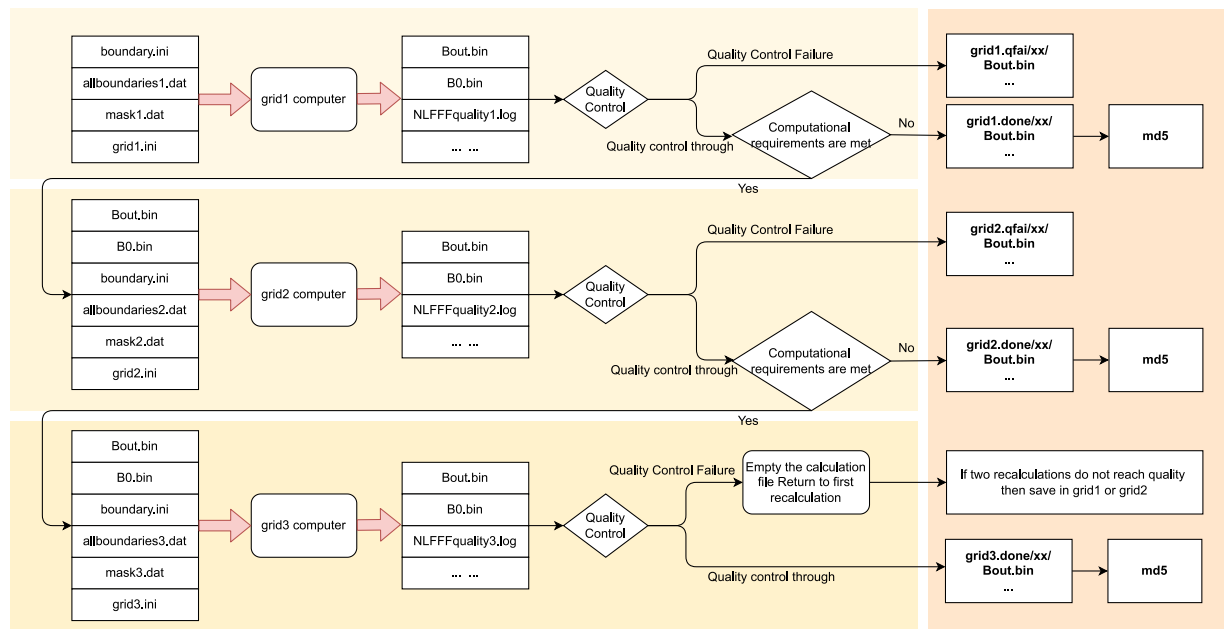 boundary.ini
allboundaries1.dat
mask1.dat
grid1.ini
grid1 computer
Bout.bin
B0.bin
NLFFFquality1.log
... ...
Quality
Control
Quality Control Failure
Quality control through
Computational
requirements are met
No
Yes
grid1.qfai/xx/
Bout.bin
...
grid1.done/xx/
Bout.bin
...
md5
Bout.bin
B0.bin
boundary.ini
allboundaries2.dat
mask2.dat
grid2.ini
grid2 computer
Bout.bin
B0.bin
NLFFFquality2.log
... ...
Quality
Control
Quality Control Failure
Quality control through
Computational
requirements are met
No
Yes
grid2.qfai/xx/
Bout.bin
...
grid2.done/xx/
Bout.bin
...
md5
Bout.bin
B0.bin
boundary.ini
allboundaries3.dat
mask3.dat
grid3.ini
grid3 computer
Bout.bin
B0.bin
NLFFFquality3.log
... ...
Quality
Control
Quality Control Failure
Empty the calculation
file Return to first
recalculation
If two recalculations do not reach quality
then save in grid1 or grid2
Quality control through
grid3.done/xx/
Bout.bin
...
md5